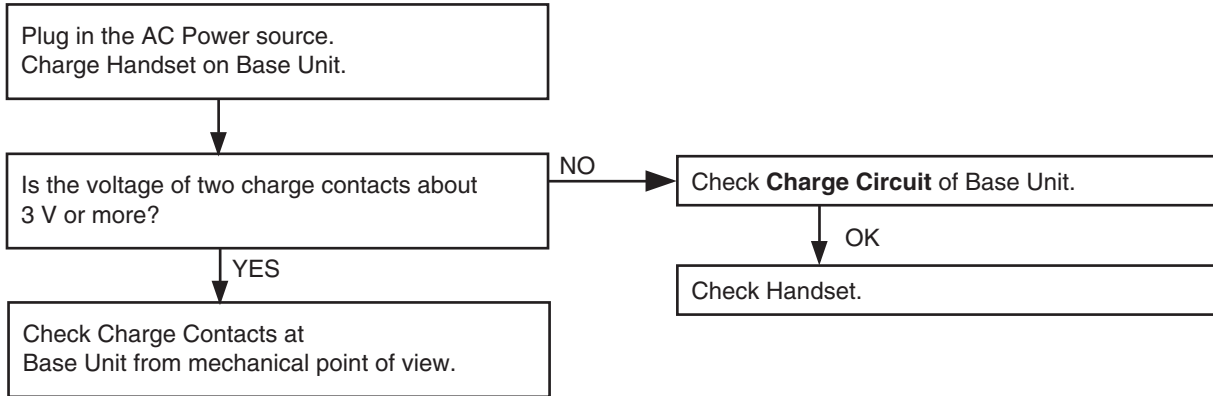 Plug in the AC Power source.
Charge Handset on Base Unit.
Is the voltage of two charge contacts about
3 V or more?
NO
Check Charge Circuit of Base Unit.
OK
Check Handset.
YES
Check Charge Contacts at
Base Unit from mechanical point of view.